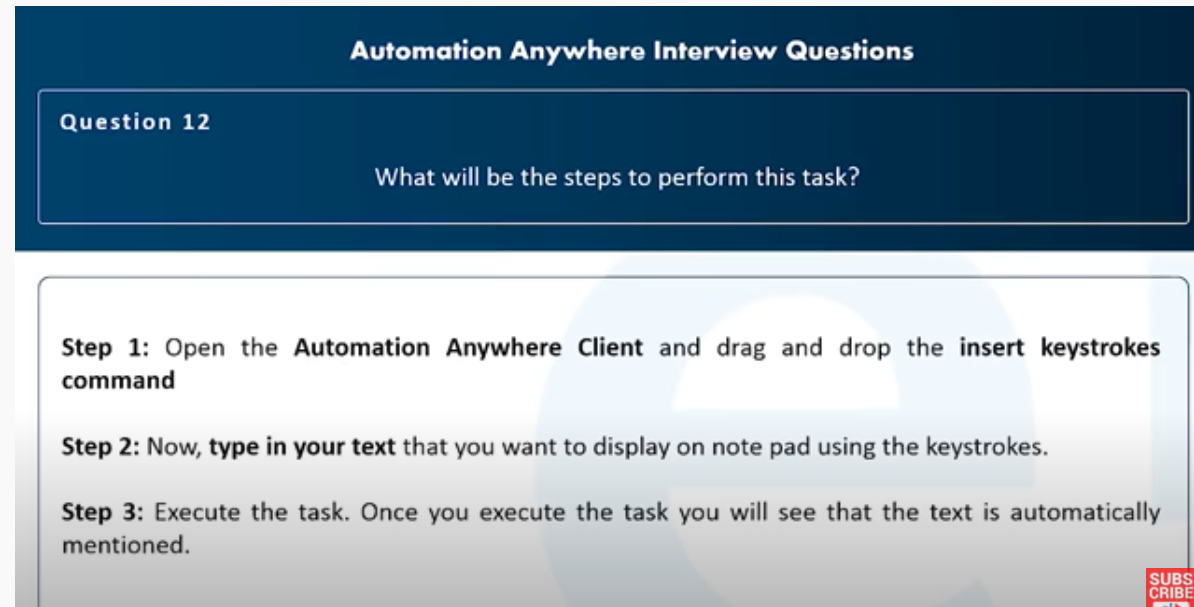 Automation Anywhere Interview Questions
Question 12
What will be the steps to perform this task?
Step 1: Open the Automation Anywhere Client and drag and drop the insert keystrokes
command
Step 2: Now, type in your text that you want to display on note pad using the keystrokes.
Step 3: Execute the task. Once you execute the task you will see that the text is automatically
mentioned.
SUBS
CRIBE